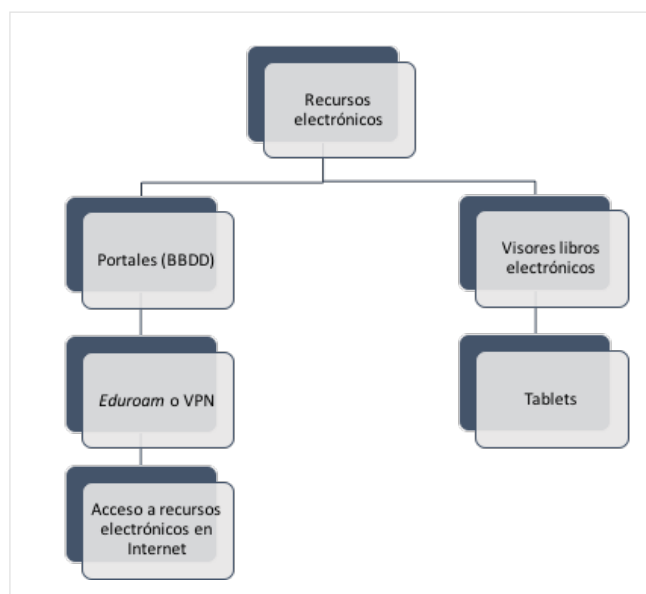 Recursos
electrónicos
Portales (BBDD)
Visores libros
electrónicos
Eduroam o VPN
Tablets
Acceso a recursos
electrónicos en
Internet